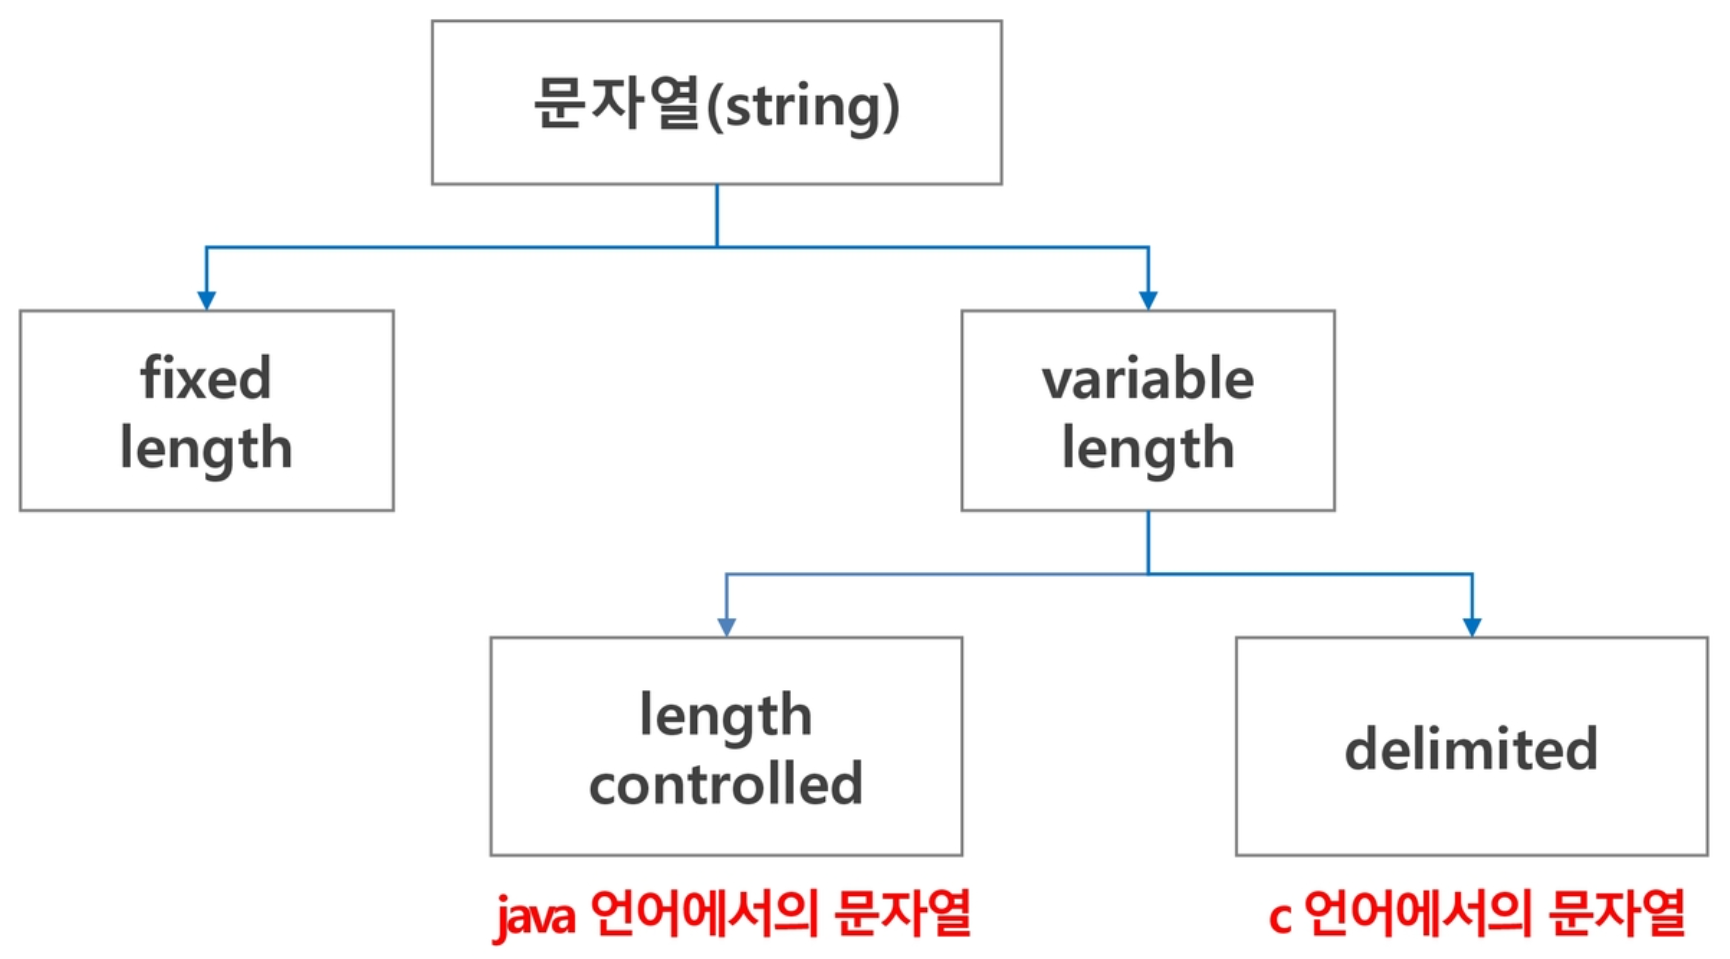 문자열(string)
fixed
length
variable
length
length
controlled
delimited
java 언어에서의 문자열
c 언어에서의 문자열